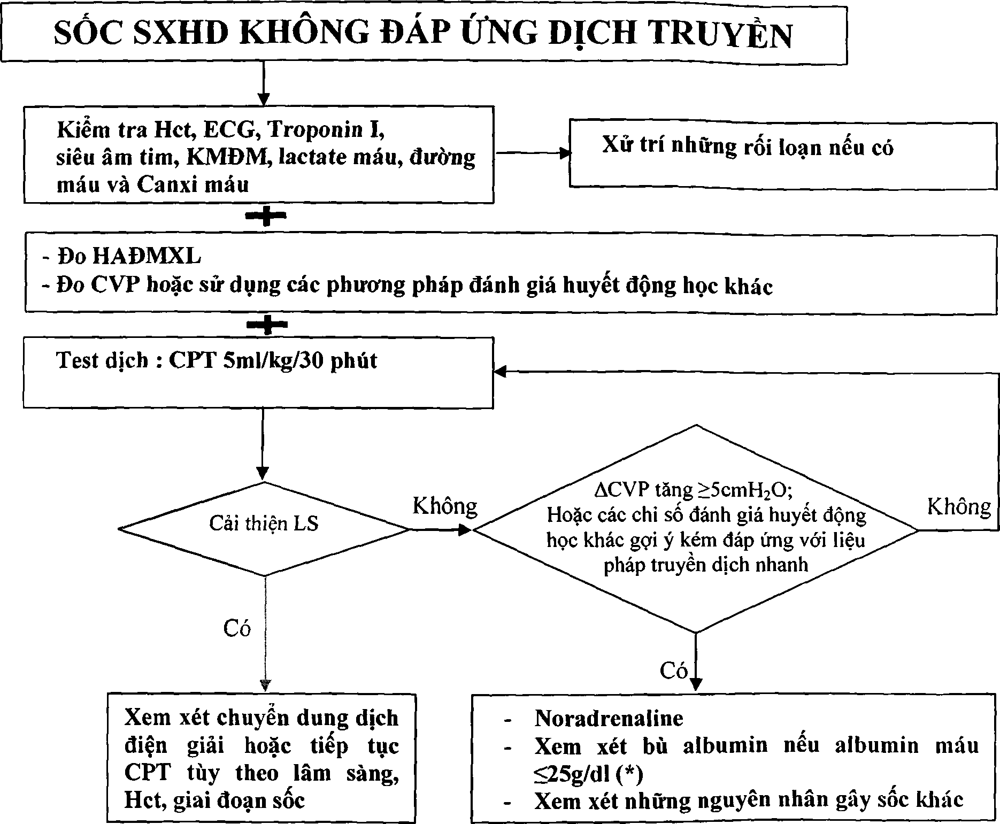 SỐC SXHD KHÔNG ĐÁP ỨNG DỊCH TRUYỀN
Kiểm tra Hct, ECG, Troponin I,
siêu âm tim, KMĐM, lactate máu, đường
máu và Canxi máu
Xử trí những rối loạn nếu có
- Đo HAĐMXL
- Đo CVP hoặc sử dụng các phương pháp đánh giá huyết động học khác
Test dịch : CPT 5ml/kg/30 phút
Cải thiện LS
Không
ΔCVP tăng ≥5cmH₂O;
Hoặc các chỉ số đánh giá huyết động
học khác gợi ý kém đáp ứng với liệu
pháp truyền dịch nhanh
Không
Có
Có
Xem xét chuyển dung dịch
điện giải hoặc tiếp tục
CPT tùy theo lâm sàng,
Hct, giai đoạn sốc
- Noradrenaline
- Xem xét bù albumin nếu albumin máu
≤25g/dl (*)
- Xem xét những nguyên nhân gây sốc khác